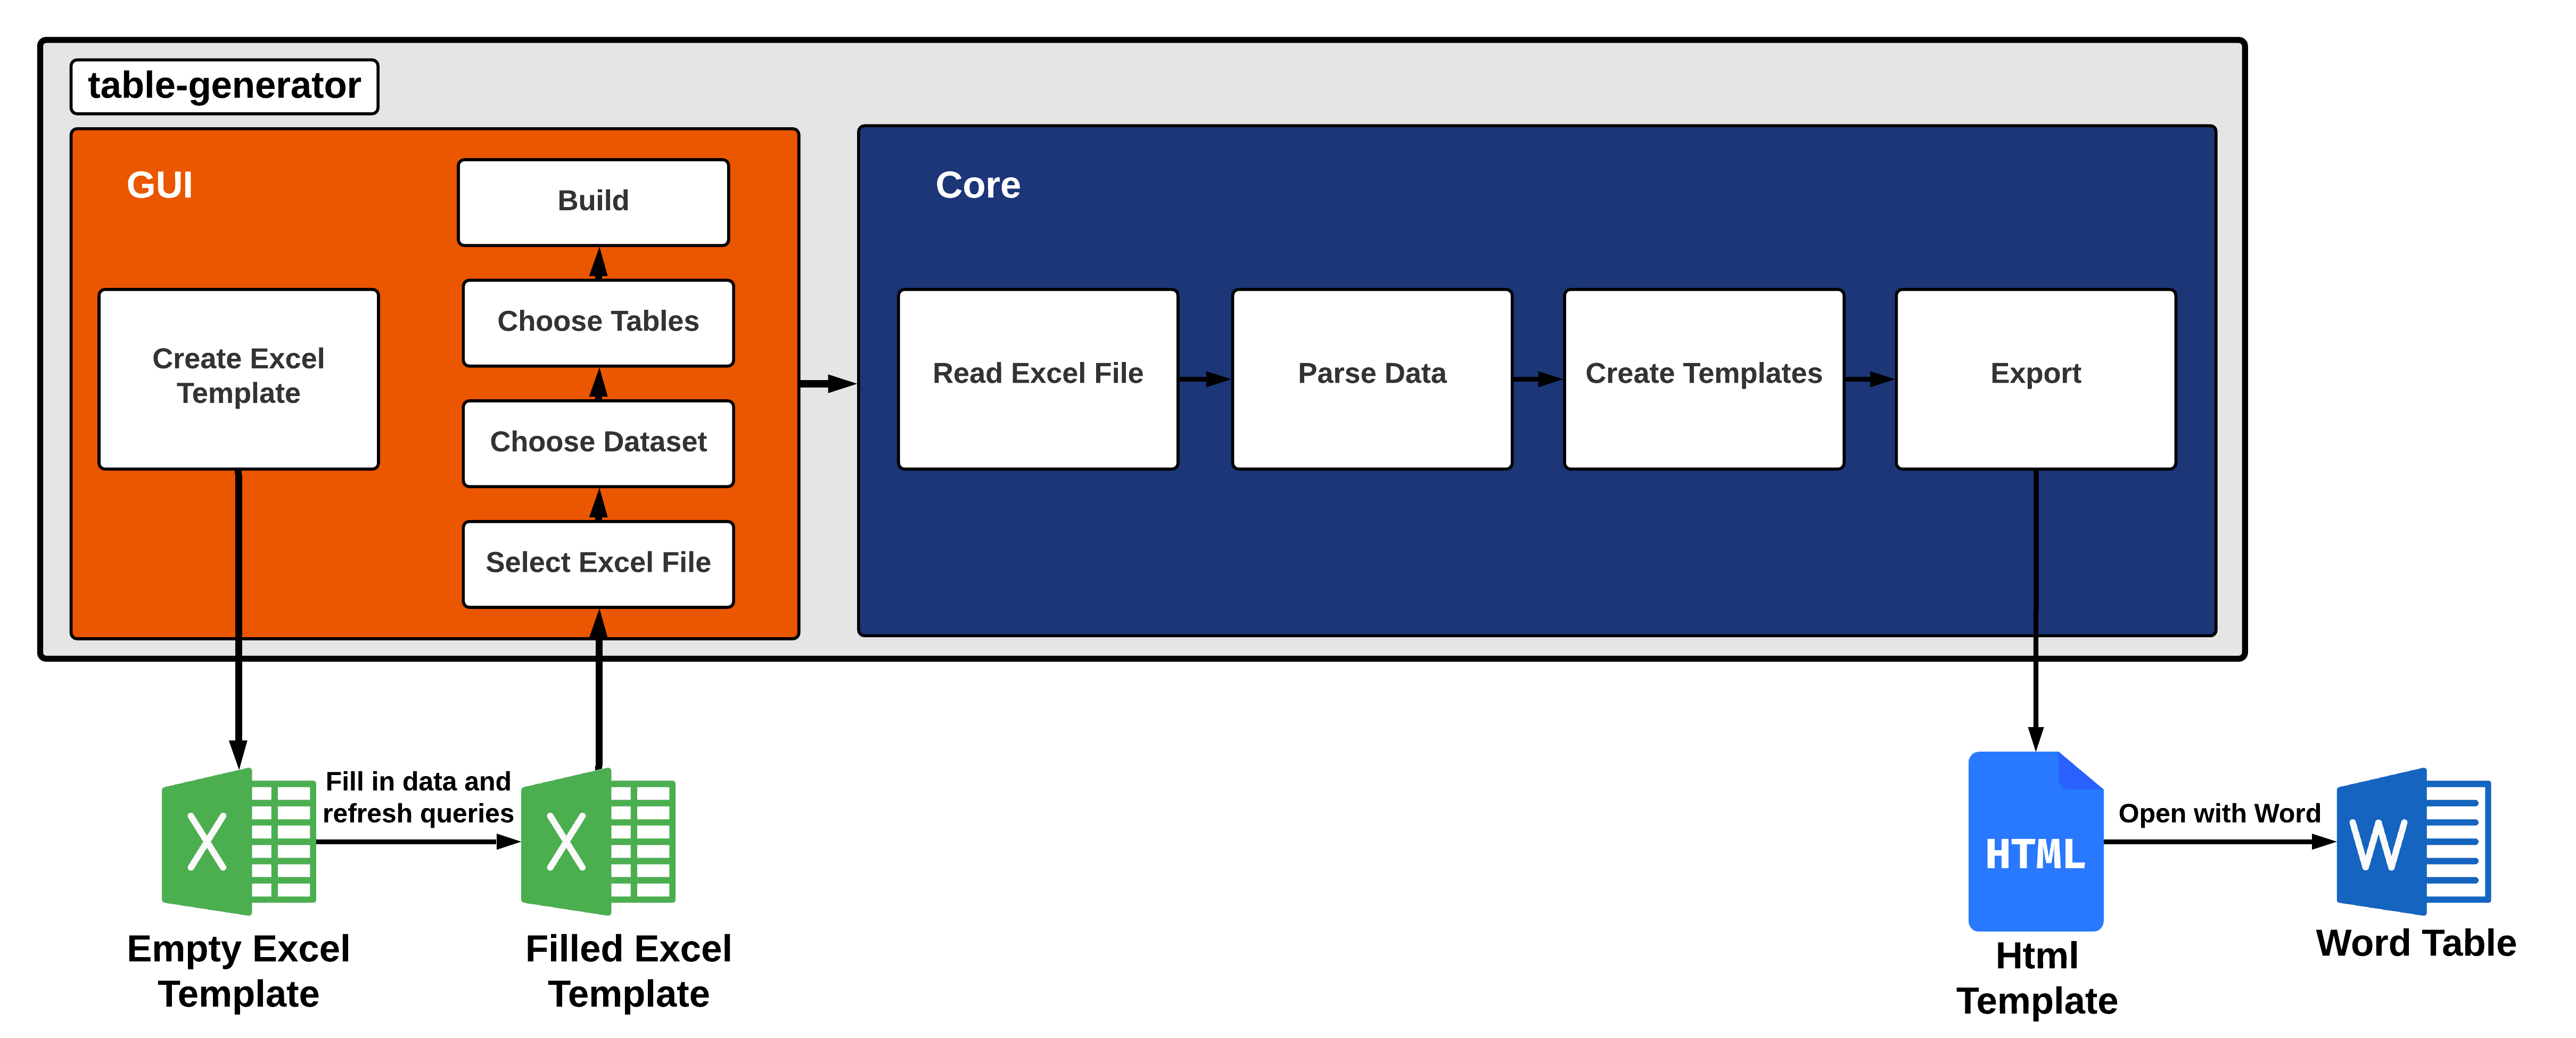 table-generator
GUI
Create Excel
Template
Build
Choose Tables
Choose Dataset
Select Excel File
Core
Read Excel File
Parse Data
Create Templates
Export
X
Fill in data and
refresh queries
X
Empty Excel
Template
Filled Excel
Template
HTML
Open with Word
W
Html
Template
Word Table